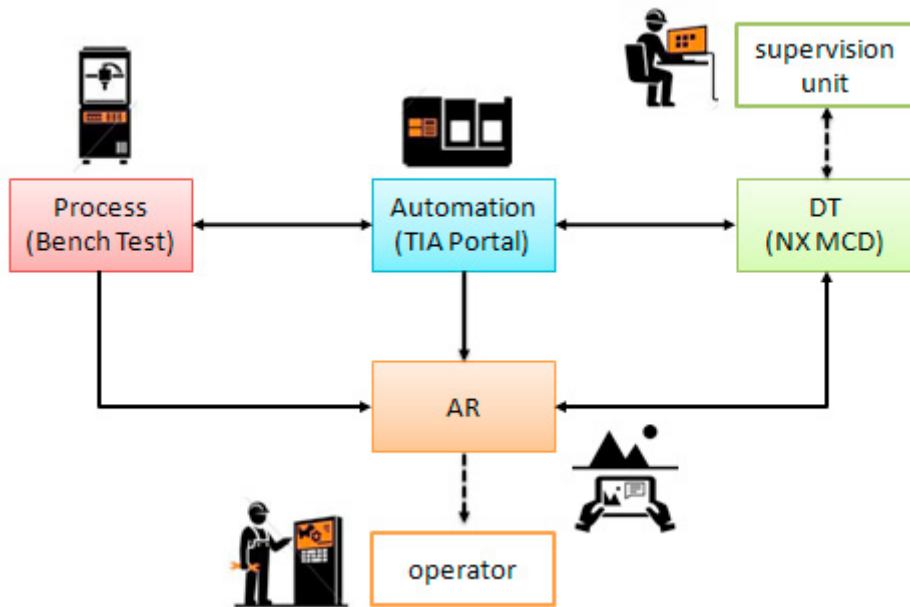 supervision
unit
Process
(Bench Test)
Automation
(TIA Portal)
DT
(NX MCD)
AR
operator